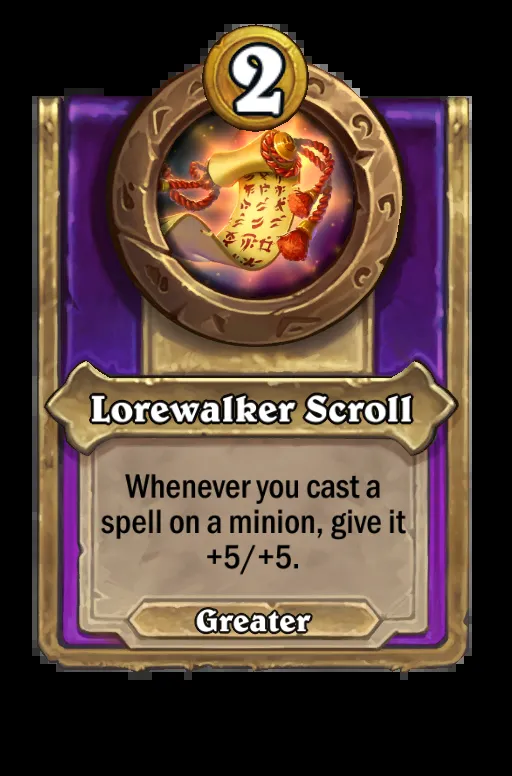 2
Lorewalker Scroll
Whenever you cast a
spell on a minion, give it
+5/+5.
Greater